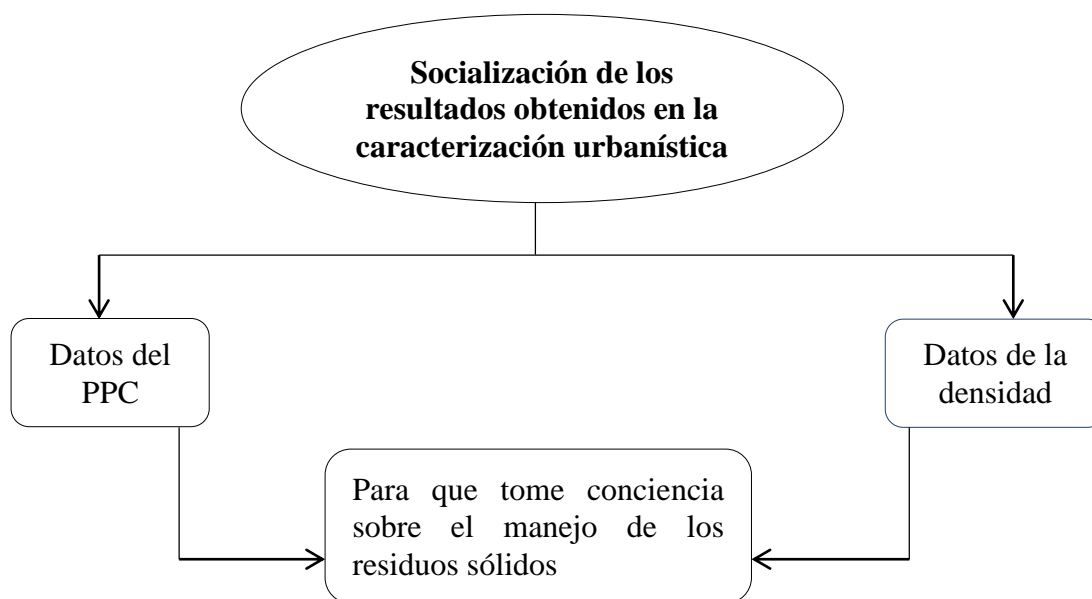 Socialización de los
resultados obtenidos en la
caracterización urbanística
Datos del
PPC
Datos de la
densidad
Para que tome conciencia
sobre el manejo de los
residuos sólidos